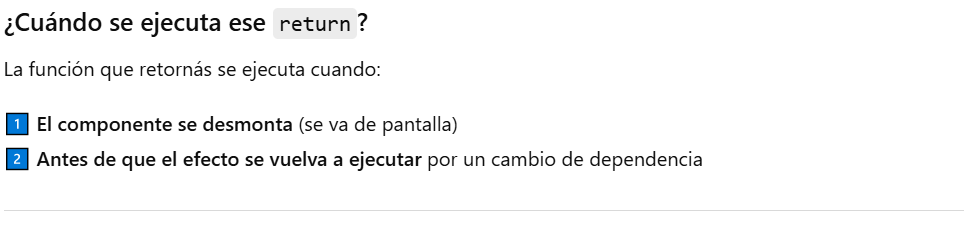 ¿Cuándo se ejecuta ese return?
La función que retornás se ejecuta cuando:
1 El componente se desmonta (se va de pantalla)
2 Antes de que el efecto se vuelva a ejecutar por un cambio de dependencia